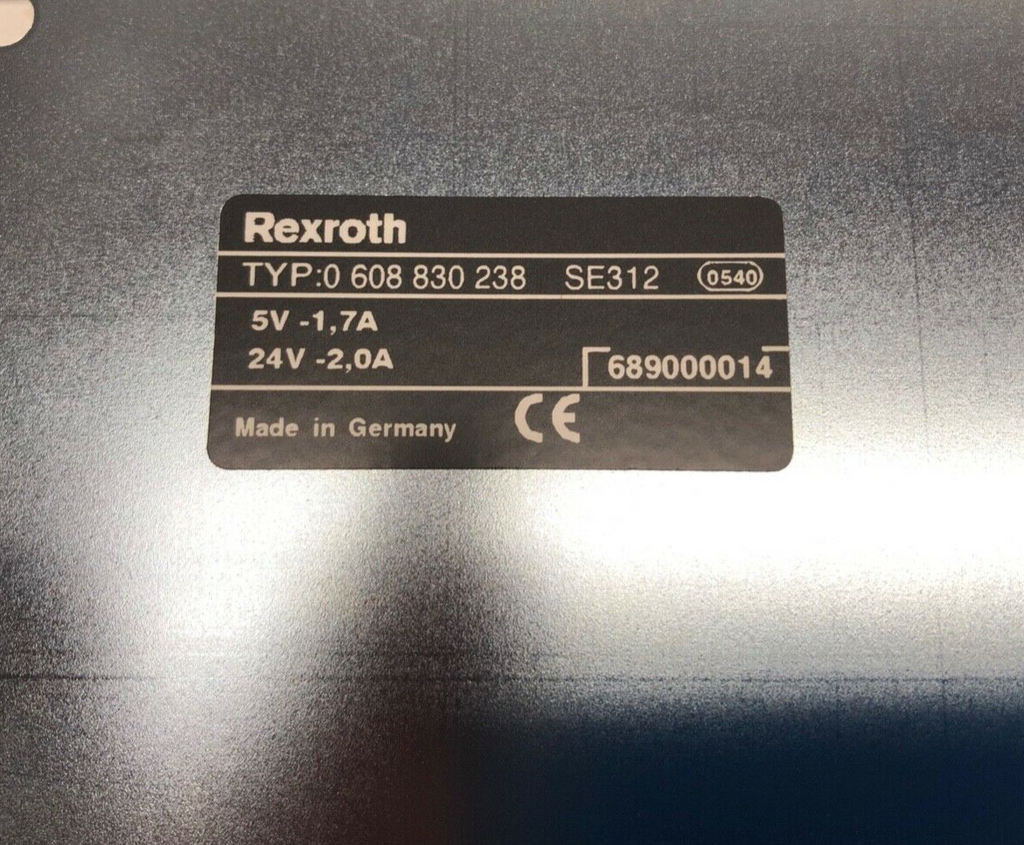 Rexroth
TYP:0 608 830 238 SE312 0540
5V -1,7A
24V -2,0A
689000014
Made in Germany CE